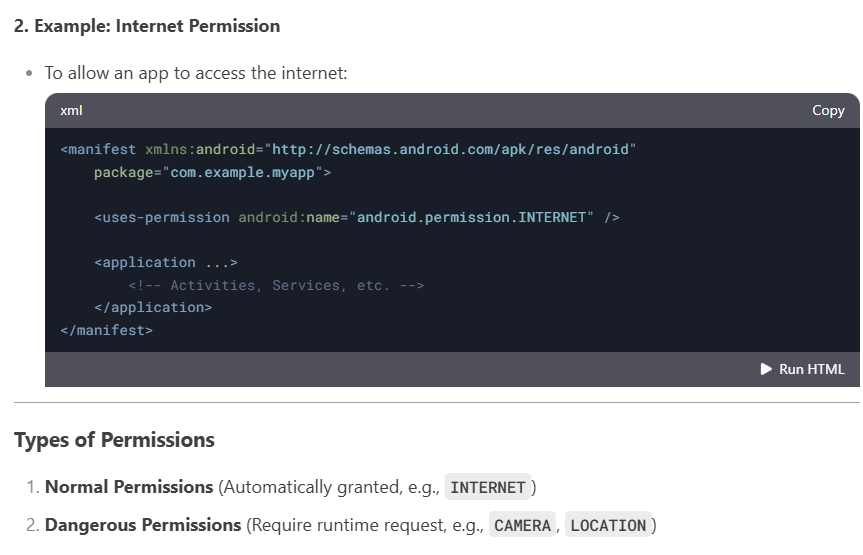 2. Example: Internet Permission
• To allow an app to access the internet:
xml Copy
<manifest xmlns:android="http://schemas.android.com/apk/res/android"
    package="com.example.myapp">
    <uses-permission android:name="android.permission.INTERNET" />
    <application ...>
        <!-- Activities, Services, etc. -->
    </application>
</manifest>
▶ Run HTML
Types of Permissions
1. Normal Permissions (Automatically granted, e.g., INTERNET)
2. Dangerous Permissions (Require runtime request, e.g., CAMERA, LOCATION)